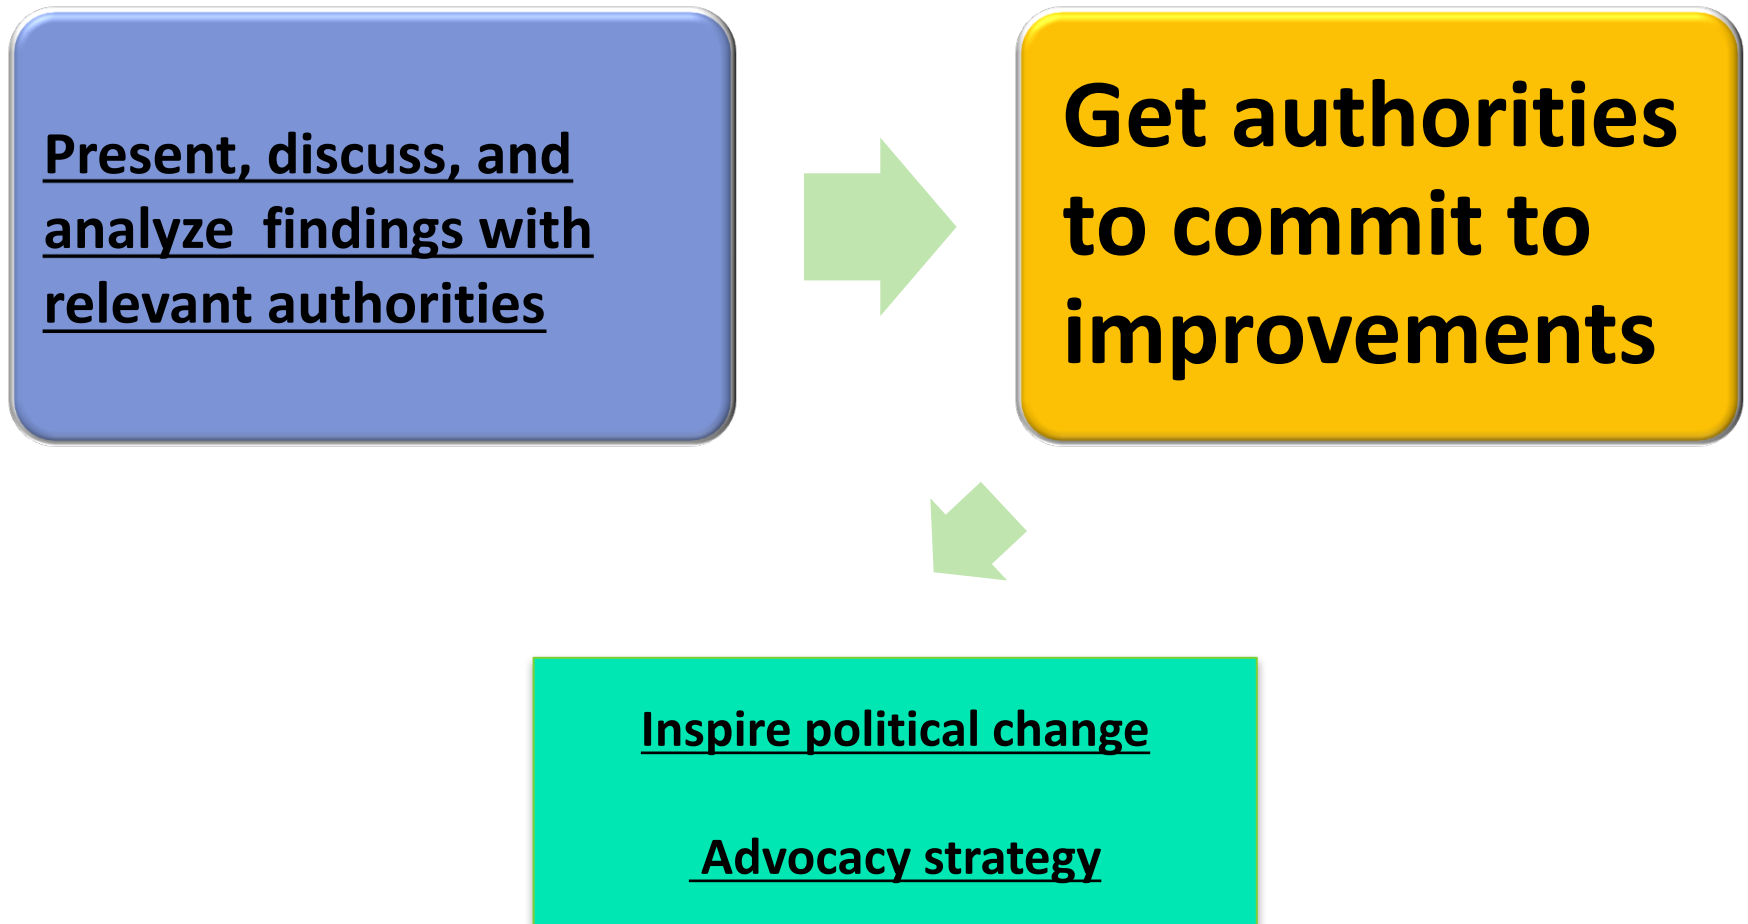 Present, discuss, and
analyze  findings with
relevant authorities
Get authorities
to commit to
improvements
Inspire political change
Advocacy strategy